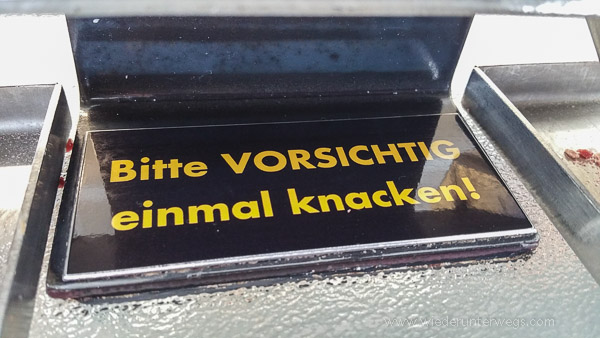 Bitte VORSICHTIG
einmal knacken!
www.wiederunterwegs.com